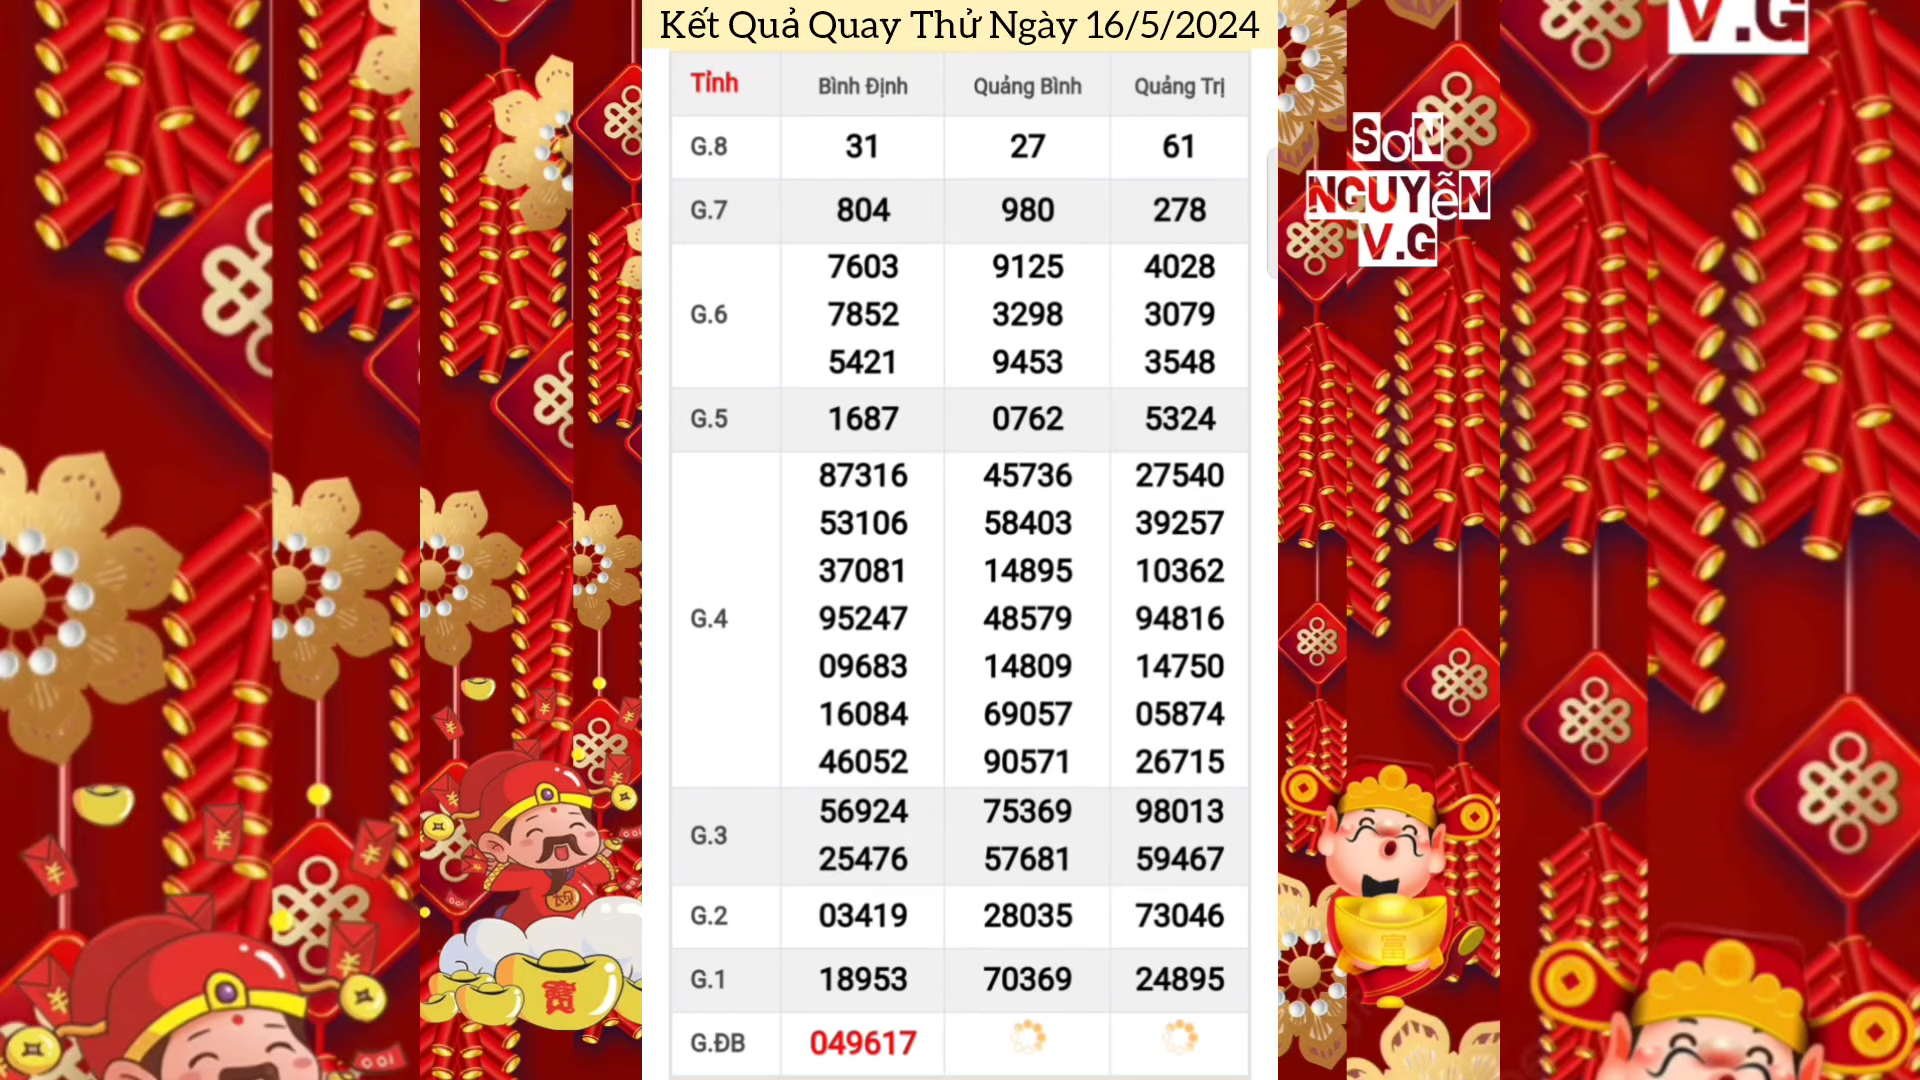 Kết Quả Quay Thử Ngày 16/5/2024
Tỉnh Bình Định Quảng Bình Quảng Trị
G.8 31 27 61
G.7 804 980 278
G.6
7603 9125 4028
7852 3298 3079
5421 9453 3548
G.5 1687 0762 5324
G.4
87316 45736 27540
53106 58403 39257
37081 14895 10362
95247 48579 94816
09683 14809 14750
16084 69057 05874
46052 90571 26715
G.3
56924 75369 98013
25476 57681 59467
G.2 03419 28035 73046
G.1 18953 70369 24895
G.ĐB 049617
SơN
NGUYễN
V.G
V.G
富